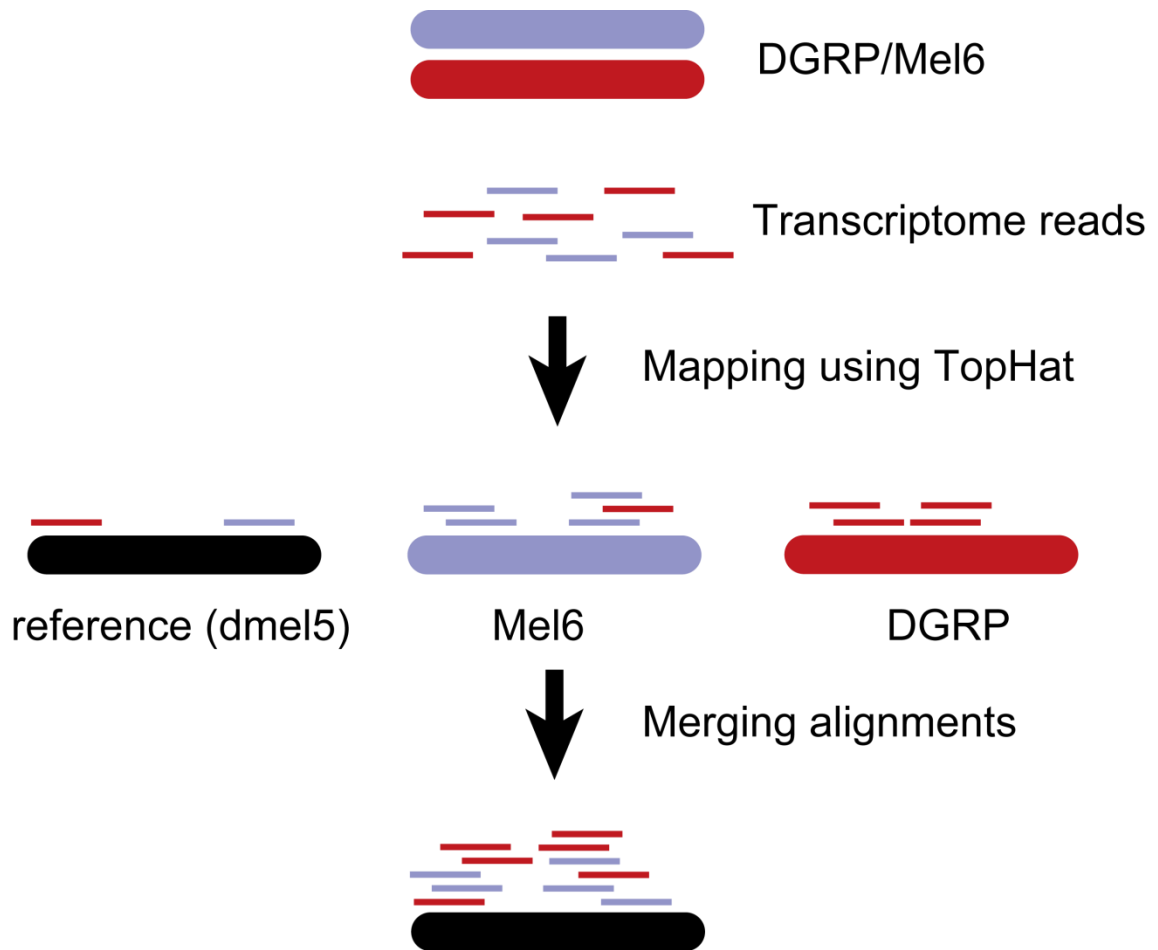 DGRP/Mel6
Transcriptome reads
Mapping using TopHat
reference (dmel5)
Mel6
DGRP
Merging alignments